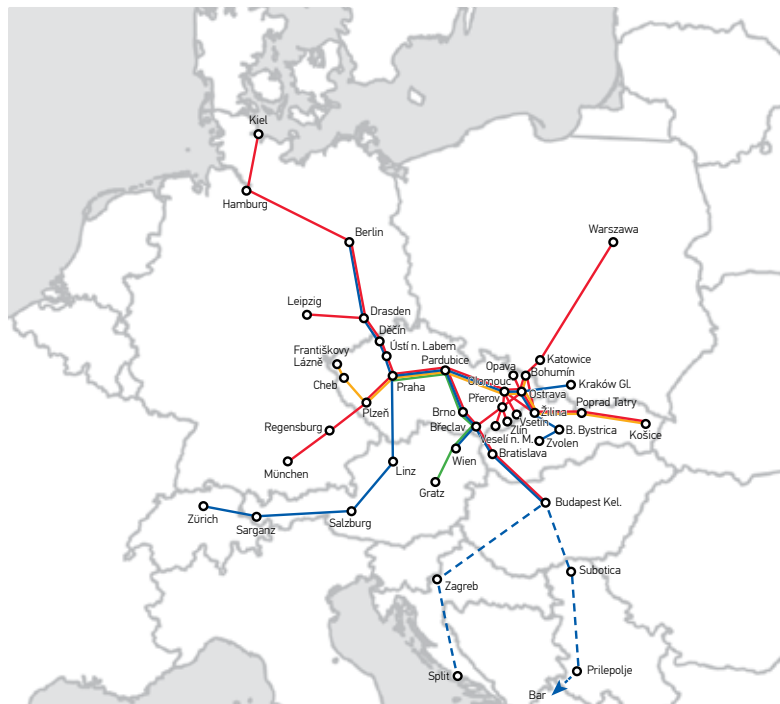 Kiel
Hamburg
Warszawa
Berlin
Leipzig
Drasden
Děčín
Ústí n. Labem
Františkovy
Lázně
Pardubice
Opava
Katowice
Bohumín
Cheb
Praha
Olomouc
Kraków Gl.
Ostrava
Plzeň
Přerov
Žilina
Poprad Tatry
Brno
Vsetín
Zlín
Košice
Regensburg
Břeclav
Veselí n. M.
B. Bystrica
Zvolen
München
Linz
Wien
Bratislava
Gratz
Zürich
Sarganz
Salzburg
Budapest Kel.
Zagreb
Subotica
Split
Prilepolje
Bar